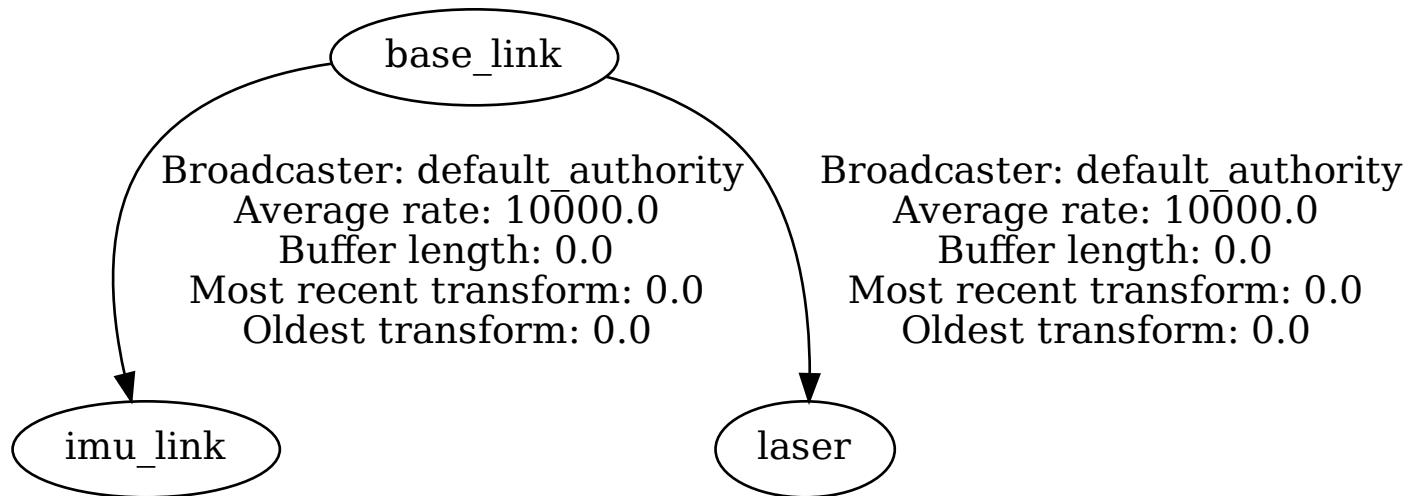 base_link
Broadcaster: default_authority
Average rate: 10000.0
Buffer length: 0.0
Most recent transform: 0.0
Oldest transform: 0.0
Broadcaster: default_authority
Average rate: 10000.0
Buffer length: 0.0
Most recent transform: 0.0
Oldest transform: 0.0
imu_link
laser